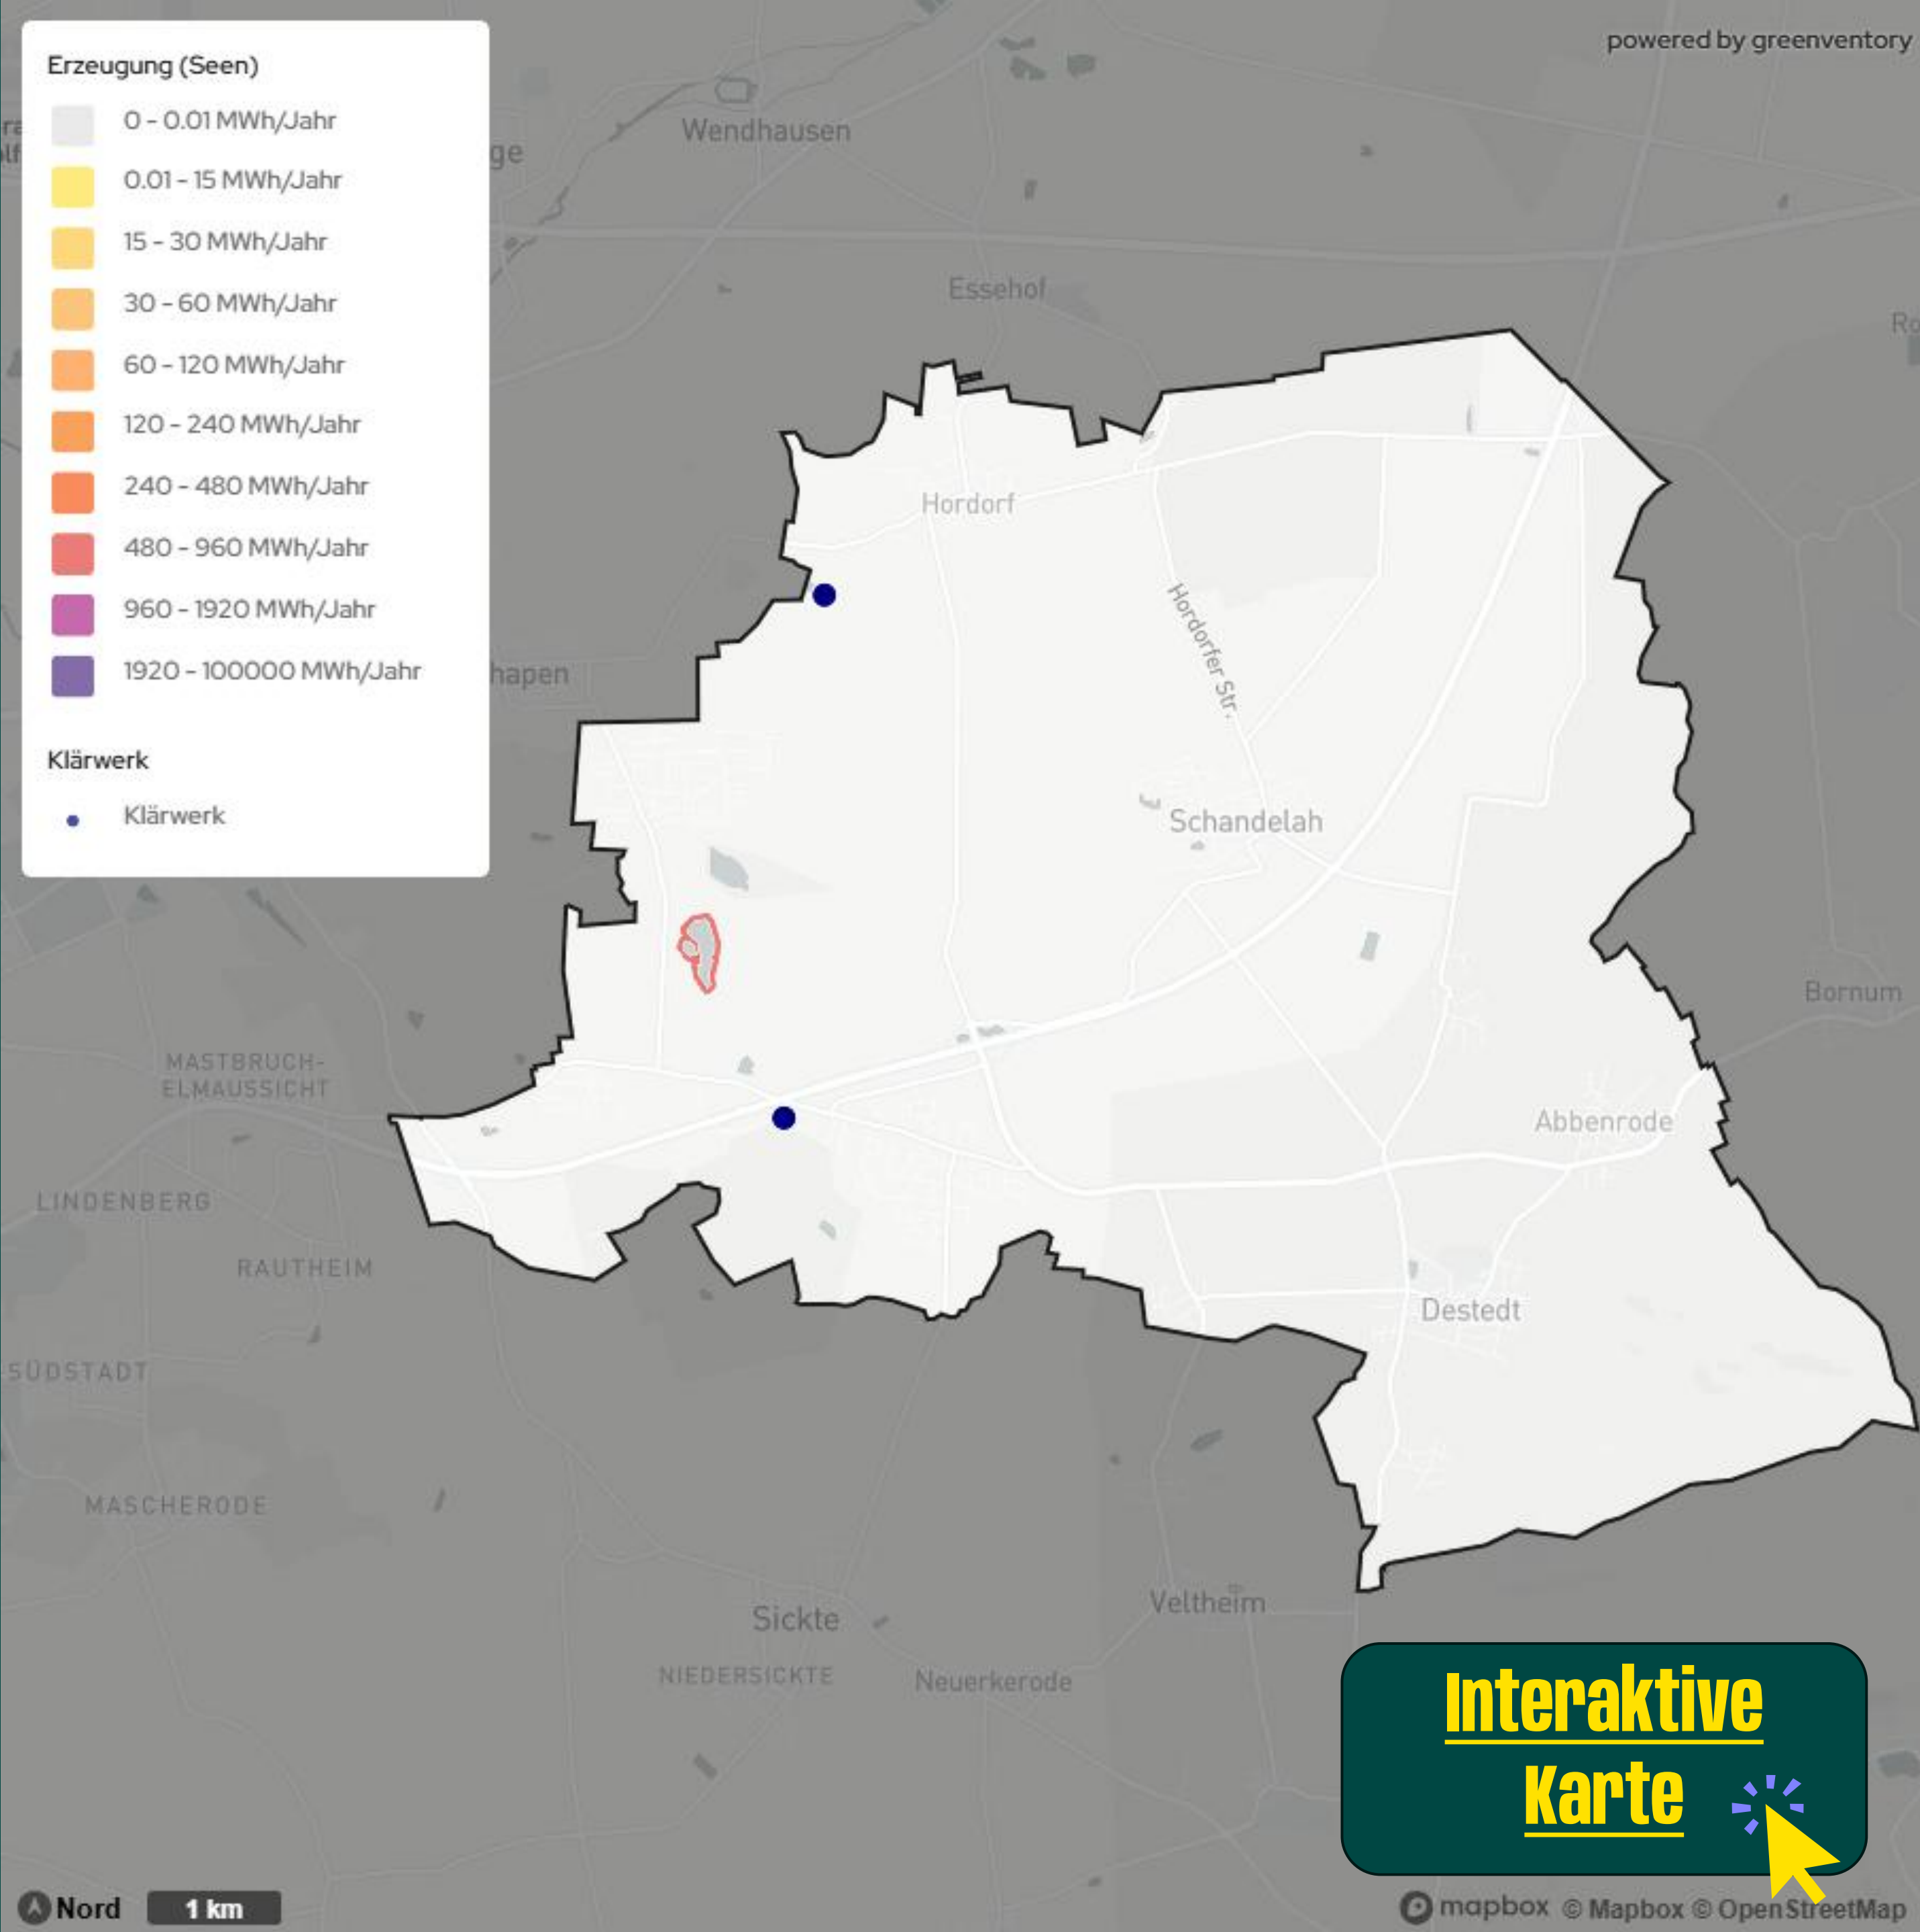 Erzeugung (Seen)
0 - 0.01 MWh/Jahr
0.01 - 15 MWh/Jahr
15 - 30 MWh/Jahr
30 - 60 MWh/Jahr
60 - 120 MWh/Jahr
120 - 240 MWh/Jahr
240 - 480 MWh/Jahr
480 - 960 MWh/Jahr
960 - 1920 MWh/Jahr
1920 - 100000 MWh/Jahr
Klärwerk
Klärwerk
powered by greenventory
Wendhausen
ge
Essehof
Ro
Hordorf
Hordorfer Str.
hapen
Schandelah
Bornum
MASTBRUCH-
ELMAUSSICHT
Abbenrode
LINDENBERG
RAUTHEIM
Destedt
SÜDSTADT
MASCHERODE
Veltheim
Sickte
NIEDERSICKTE
Neuerkerode
Interaktive
Karte
Nord
1 km
mapbox © Mapbox © OpenStreetMap